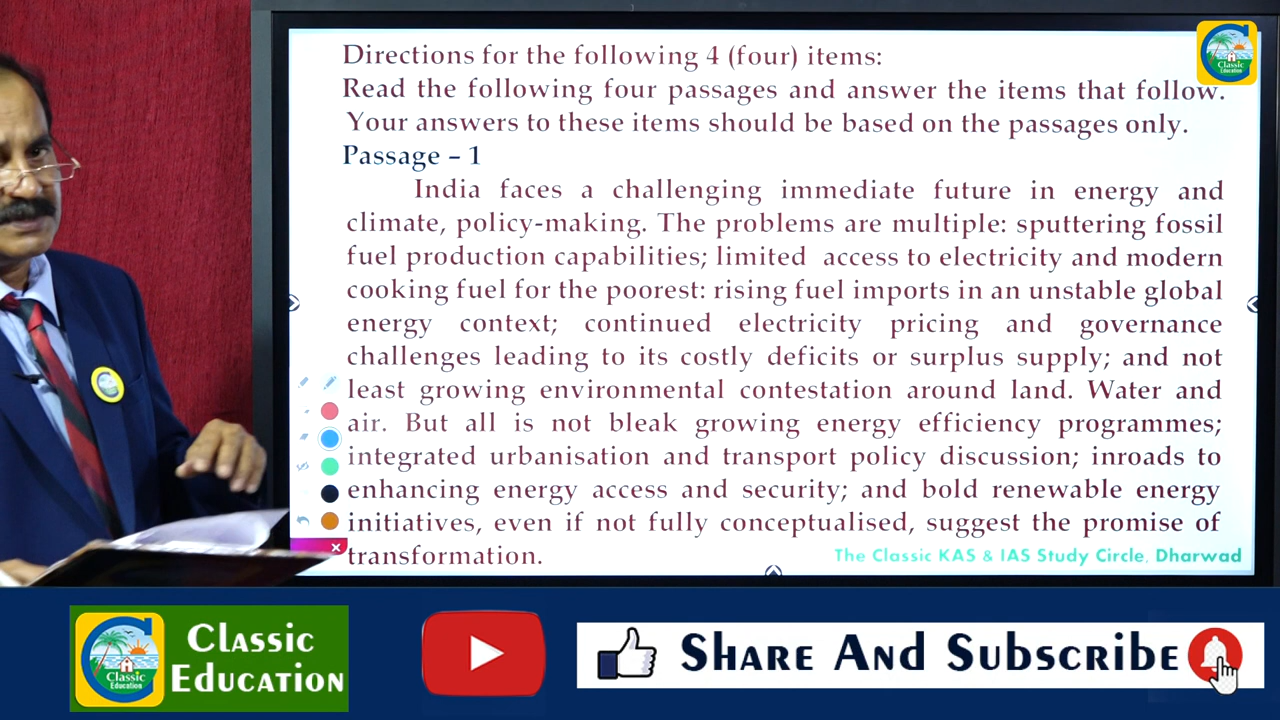 Directions for the following 4 (four) items:
Read the following four passages and answer the items that follow.
Your answers to these items should be based on the passages only.
Passage – 1
India faces a challenging immediate future in energy and
climate, policy-making. The problems are multiple: sputtering fossil
fuel production capabilities; limited access to electricity and modern
cooking fuel for the poorest: rising fuel imports in an unstable global
energy context; continued electricity pricing and governance
challenges leading to its costly deficits or surplus supply; and not
least growing environmental contestation around land. Water and
air. But all is not bleak growing energy efficiency programmes;
integrated urbanisation and transport policy discussion; inroads to
enhancing energy access and security; and bold renewable energy
initiatives, even if not fully conceptualised, suggest the promise of
transformation.
The Classic KAS & IAS Study Circle, Dharwad
Classic
Education
Classic
Education
Classic
Education
Share And Subscribe